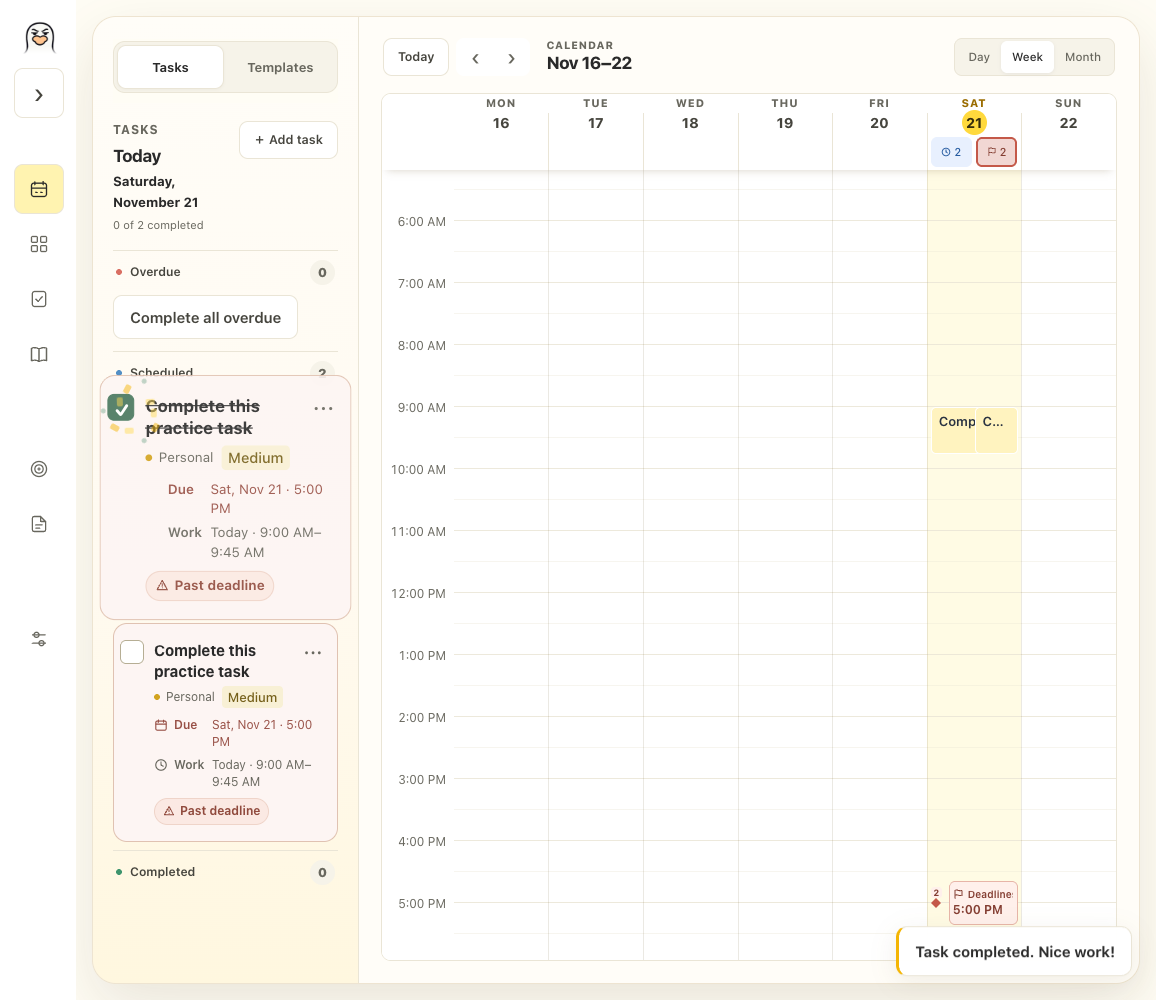 Tasks
Templates
TASKS
+ Add task
Today
Saturday,
November 21
0 of 2 completed
Overdue
0
Complete all overdue
Scheduled
2
Complete this
practice task
Personal
Medium
Due
Sat, Nov 21 · 5:00
PM
Work
Today · 9:00 AM–
9:45 AM
Past deadline
Complete this
practice task
Personal
Medium
Due
Sat, Nov 21 · 5:00
PM
Work
Today · 9:00 AM–
9:45 AM
Past deadline
Completed
0
Today
CALENDAR
Nov 16–22
Day
Week
Month
MON
16
TUE
17
WED
18
THU
19
FRI
20
SAT
21
SUN
22
2
2
6:00 AM
7:00 AM
8:00 AM
9:00 AM
Comp
C...
10:00 AM
11:00 AM
12:00 PM
1:00 PM
2:00 PM
3:00 PM
4:00 PM
5:00 PM
2
Deadline
5:00 PM
Task completed. Nice work!